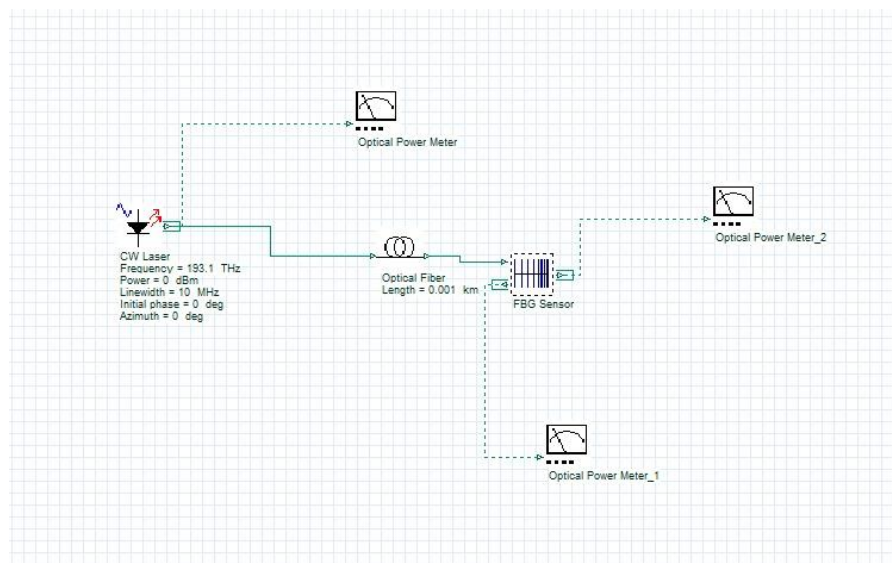 Optical Power Meter
Optical Power Meter_2
CW Laser
Frequency = 193.1 THz
Power = 0 dBm
Linewidth = 10 MHz
Initial phase = 0 deg
Azimuth = 0 deg
Optical Fiber
Length = 0.001 km
FBG Sensor
Optical Power Meter_1